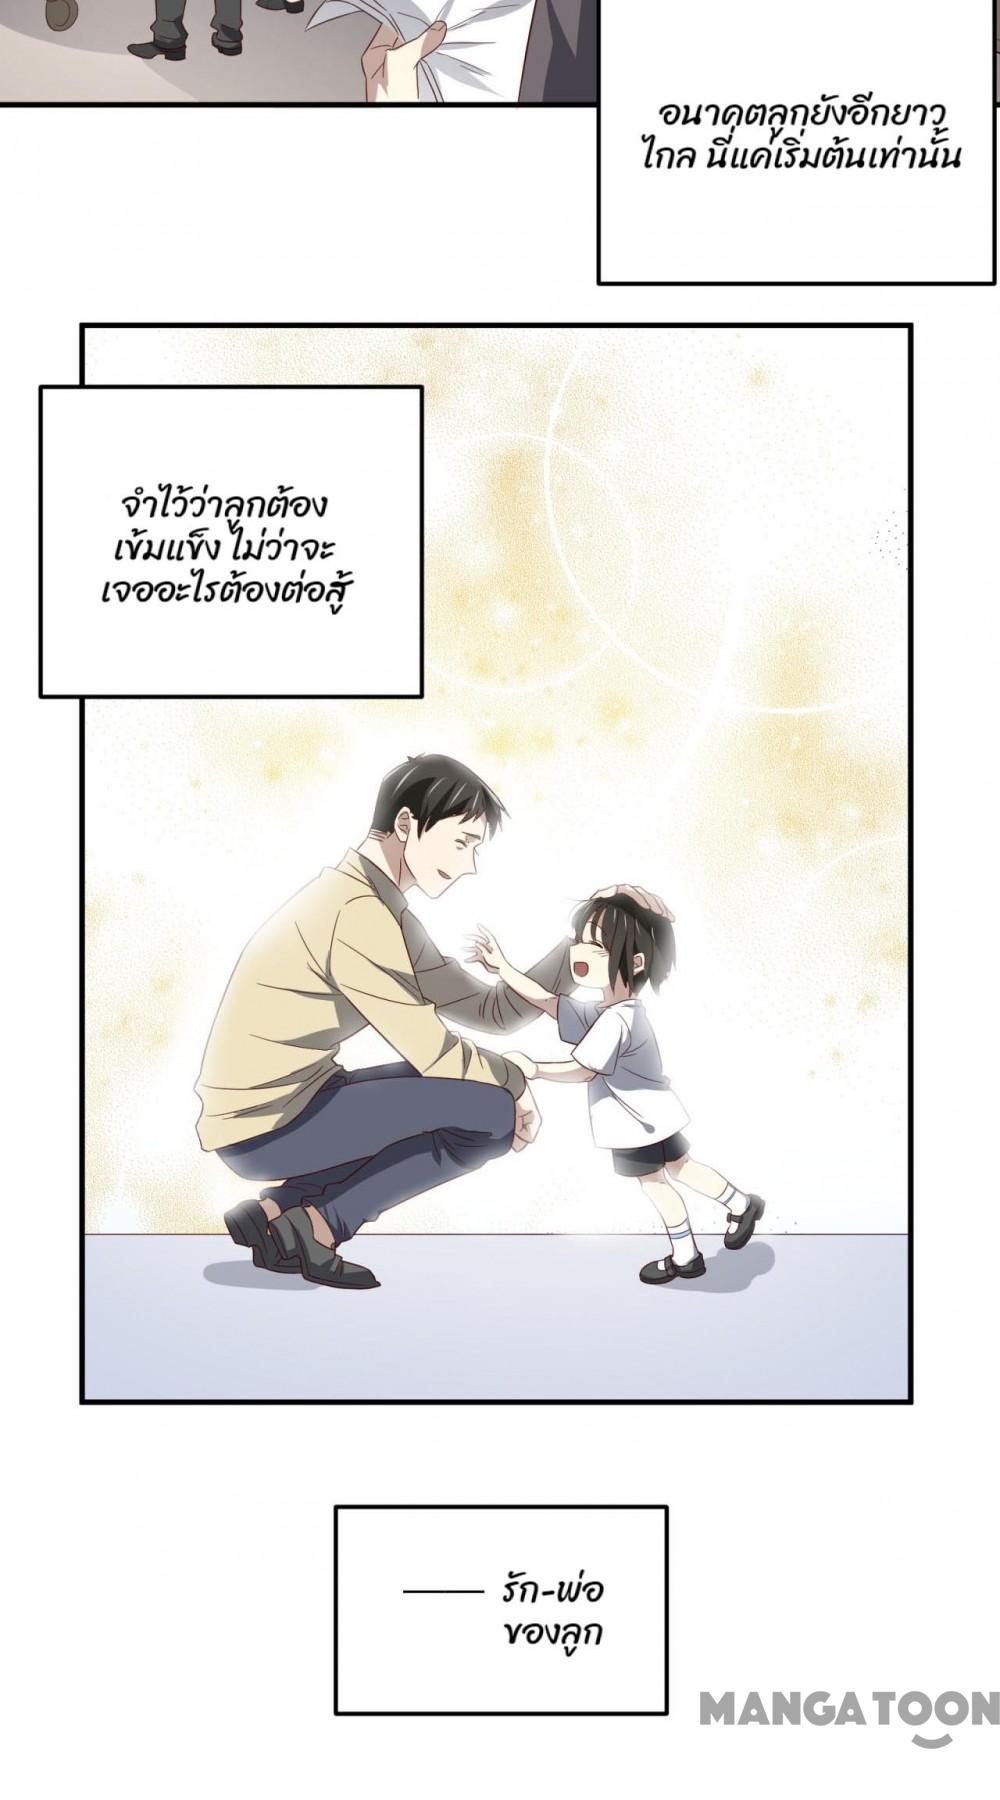 อนาคตลูกยังอีกยาว
ไกล นี่แค่เริ่มต้นเท่านั้น
จำไว้ว่าลูกต้อง
เข้มแข็ง ไม่ว่าจะ
เจออะไรต้องต่อสู้
—— รัก-พ่อ
ของลูก
MANGATOON